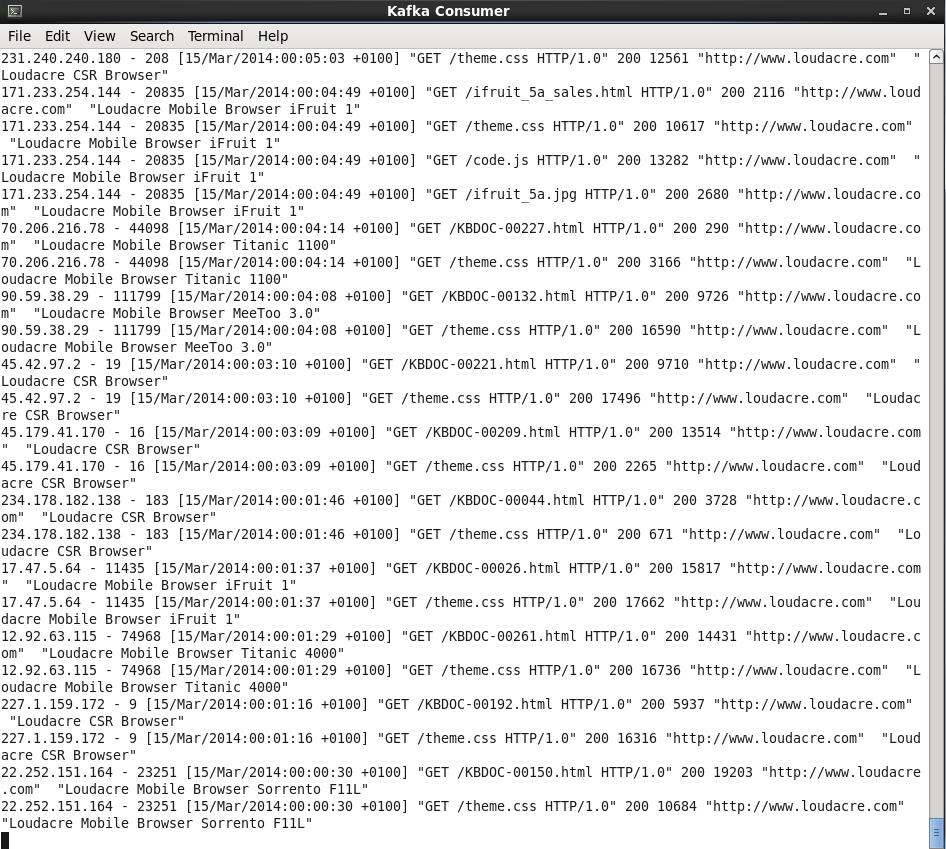 Kafka Consumer
File Edit View Search Terminal Help
231.240.240.180 - 208 [15/Mar/2014:00:05:03 +0100] "GET /theme.css HTTP/1.0" 200 12561 "http://www.loudacre.com"  "
Loudacre CSR Browser"
171.233.254.144 - 20835 [15/Mar/2014:00:04:49 +0100] "GET /ifruit_5a_sales.html HTTP/1.0" 200 2116 "http://www.loud
acre.com"  "Loudacre Mobile Browser iFruit 1"
171.233.254.144 - 20835 [15/Mar/2014:00:04:49 +0100] "GET /theme.css HTTP/1.0" 200 10617 "http://www.loudacre.com"
 "Loudacre Mobile Browser iFruit 1"
171.233.254.144 - 20835 [15/Mar/2014:00:04:49 +0100] "GET /code.js HTTP/1.0" 200 13282 "http://www.loudacre.com"  "
Loudacre Mobile Browser iFruit 1"
171.233.254.144 - 20835 [15/Mar/2014:00:04:49 +0100] "GET /ifruit_5a.jpg HTTP/1.0" 200 2680 "http://www.loudacre.co
m"  "Loudacre Mobile Browser iFruit 1"
70.206.216.78 - 44098 [15/Mar/2014:00:04:14 +0100] "GET /KBDOC-00227.html HTTP/1.0" 200 290 "http://www.loudacre.co
m"  "Loudacre Mobile Browser Titanic 1100"
70.206.216.78 - 44098 [15/Mar/2014:00:04:14 +0100] "GET /theme.css HTTP/1.0" 200 3166 "http://www.loudacre.com"  "L
oudacre Mobile Browser Titanic 1100"
90.59.38.29 - 111799 [15/Mar/2014:00:04:08 +0100] "GET /KBDOC-00132.html HTTP/1.0" 200 9726 "http://www.loudacre.co
m"  "Loudacre Mobile Browser MeeToo 3.0"
90.59.38.29 - 111799 [15/Mar/2014:00:04:08 +0100] "GET /theme.css HTTP/1.0" 200 16590 "http://www.loudacre.com"  "L
oudacre Mobile Browser MeeToo 3.0"
45.42.97.2 - 19 [15/Mar/2014:00:03:10 +0100] "GET /KBDOC-00221.html HTTP/1.0" 200 9710 "http://www.loudacre.com"  "
Loudacre CSR Browser"
45.42.97.2 - 19 [15/Mar/2014:00:03:10 +0100] "GET /theme.css HTTP/1.0" 200 17496 "http://www.loudacre.com"  "Loudac
re CSR Browser"
45.179.41.170 - 16 [15/Mar/2014:00:03:09 +0100] "GET /KBDOC-00209.html HTTP/1.0" 200 13514 "http://www.loudacre.com
"  "Loudacre CSR Browser"
45.179.41.170 - 16 [15/Mar/2014:00:03:09 +0100] "GET /theme.css HTTP/1.0" 200 2265 "http://www.loudacre.com"  "Loud
acre CSR Browser"
234.178.182.138 - 183 [15/Mar/2014:00:01:46 +0100] "GET /KBDOC-00044.html HTTP/1.0" 200 3728 "http://www.loudacre.c
om"  "Loudacre CSR Browser"
234.178.182.138 - 183 [15/Mar/2014:00:01:46 +0100] "GET /theme.css HTTP/1.0" 200 671 "http://www.loudacre.com"  "Lo
udacre CSR Browser"
17.47.5.64 - 11435 [15/Mar/2014:00:01:37 +0100] "GET /KBDOC-00026.html HTTP/1.0" 200 15817 "http://www.loudacre.com
"  "Loudacre Mobile Browser iFruit 1"
17.47.5.64 - 11435 [15/Mar/2014:00:01:37 +0100] "GET /theme.css HTTP/1.0" 200 17662 "http://www.loudacre.com"  "Lou
dacre Mobile Browser iFruit 1"
12.92.63.115 - 74968 [15/Mar/2014:00:01:29 +0100] "GET /KBDOC-00261.html HTTP/1.0" 200 14431 "http://www.loudacre.c
om"  "Loudacre Mobile Browser Titanic 4000"
12.92.63.115 - 74968 [15/Mar/2014:00:01:29 +0100] "GET /theme.css HTTP/1.0" 200 16736 "http://www.loudacre.com"  "L
oudacre Mobile Browser Titanic 4000"
227.1.159.172 - 9 [15/Mar/2014:00:01:16 +0100] "GET /KBDOC-00192.html HTTP/1.0" 200 5937 "http://www.loudacre.com"
 "Loudacre CSR Browser"
227.1.159.172 - 9 [15/Mar/2014:00:01:16 +0100] "GET /theme.css HTTP/1.0" 200 16316 "http://www.loudacre.com"  "Loud
acre CSR Browser"
22.252.151.164 - 23251 [15/Mar/2014:00:00:30 +0100] "GET /KBDOC-00150.html HTTP/1.0" 200 19203 "http://www.loudacre
.com"  "Loudacre Mobile Browser Sorrento F11L"
22.252.151.164 - 23251 [15/Mar/2014:00:00:30 +0100] "GET /theme.css HTTP/1.0" 200 10684 "http://www.loudacre.com"
"Loudacre Mobile Browser Sorrento F11L"